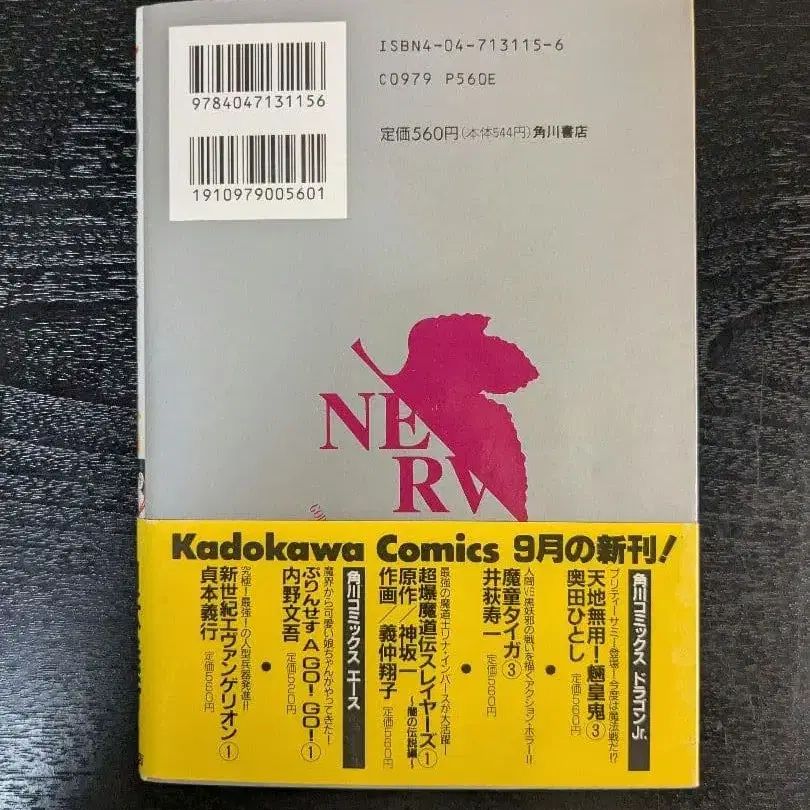 9784047131156
1910979005601
ISBN4-04-713115-6
C0979 P560E
定価560円(本体544円)角川書店
NE
RV
Kadokawa Comics 9月の新刊!
角川コミックス ドラゴンJr.
プリティーサミー登場!今度は魔法戦だ!?
天地無用!魎皇鬼③
奥田ひとし 定価560円
●
人間VS黒妖邪の戦いを描くアクション・ホラー!!
魔童タイガ③
井荻寿一 定価560円
●
最強の魔道士リナ・インバースが大活躍!
超爆魔道伝スレイヤーズ①
〜闇の伝説編〜
原作/神坂一
作画/義仲翔子 定価560円
角川コミックス エース
魔界から可愛い娘ちゃんがやってきた!
ぷりんせすA GO! GO!①
内野文吾 定価520円
●
究極!最強!の人型兵器発進!!
新世紀エヴァンゲリオン①
貞本義行 定価560円